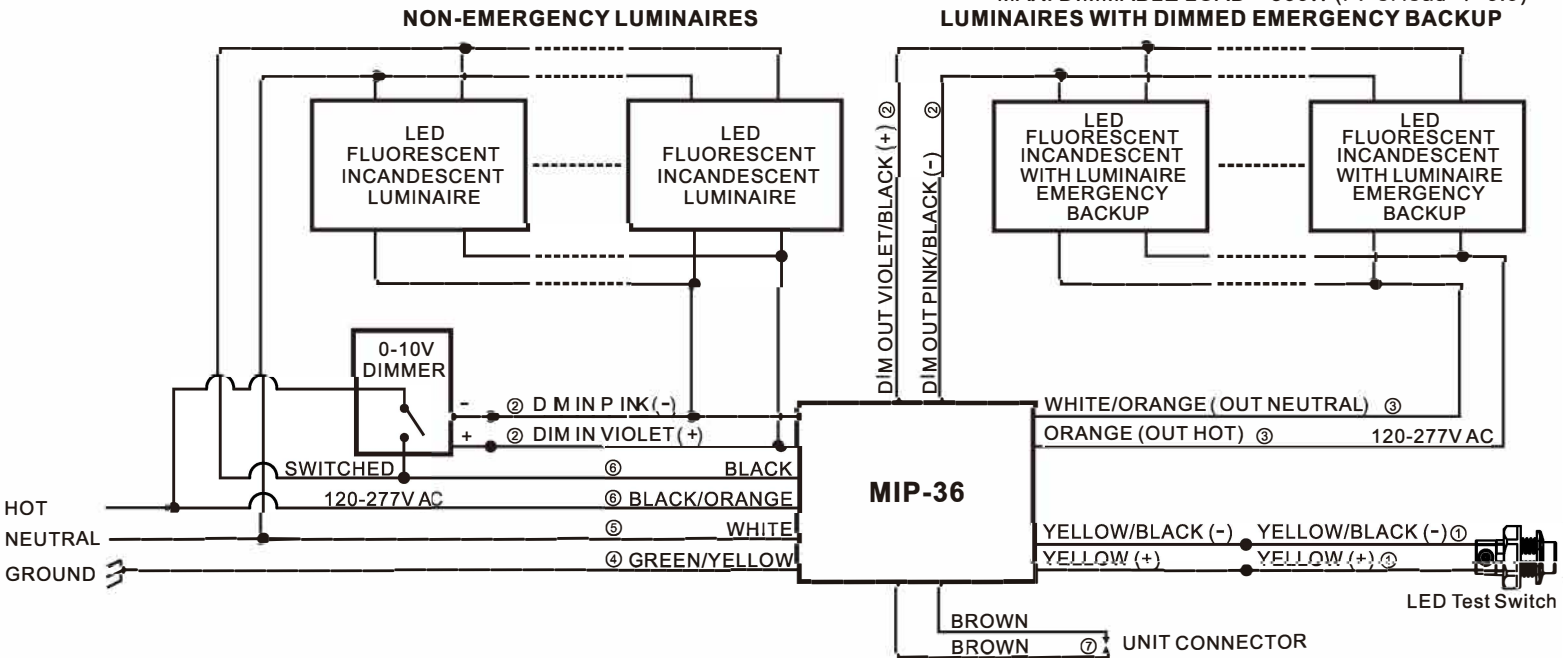 NON-EMERGENCY LUMINAIRES
LUMINAIRES WITH DIMMED EMERGENCY BACKUP
LED
FLUORESCENT
INCANDESCENT
LUMINAIRE
LED
FLUORESCENT
INCANDESCENT
LUMINAIRE
DIM OUT VIOLET/BLACK (+) ②
DIM OUT PINK/BLACK (-) ②
LED
FLUORESCENT
INCANDESCENT
WITH LUMINAIRE
EMERGENCY
BACKUP
LED
FLUORESCENT
INCANDESCENT
WITH LUMINAIRE
EMERGENCY
BACKUP
0-10V
DIMMER
- ② D M IN P INK (-)
+ ② DIM IN VIOLET (+)
SWITCHED ⑥ BLACK
120-277V AC ⑥ BLACK/ORANGE
⑤ WHITE
④ GREEN/YELLOW
HOT
NEUTRAL
GROUND
MIP-36
WHITE/ORANGE (OUT NEUTRAL) ③
ORANGE (OUT HOT) ③ 120-277V AC
YELLOW/BLACK (-) YELLOW/BLACK (-) ①
YELLOW (+) YELLOW (+) ①
LED Test Switch
BROWN
BROWN ⑦ UNIT CONNECTOR